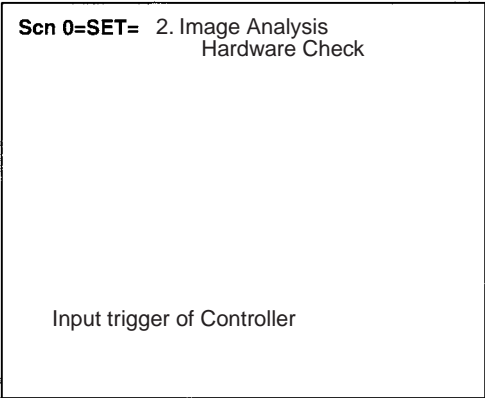 Scn 0=SET= 2. Image Analysis
Hardware Check
Input trigger of Controller